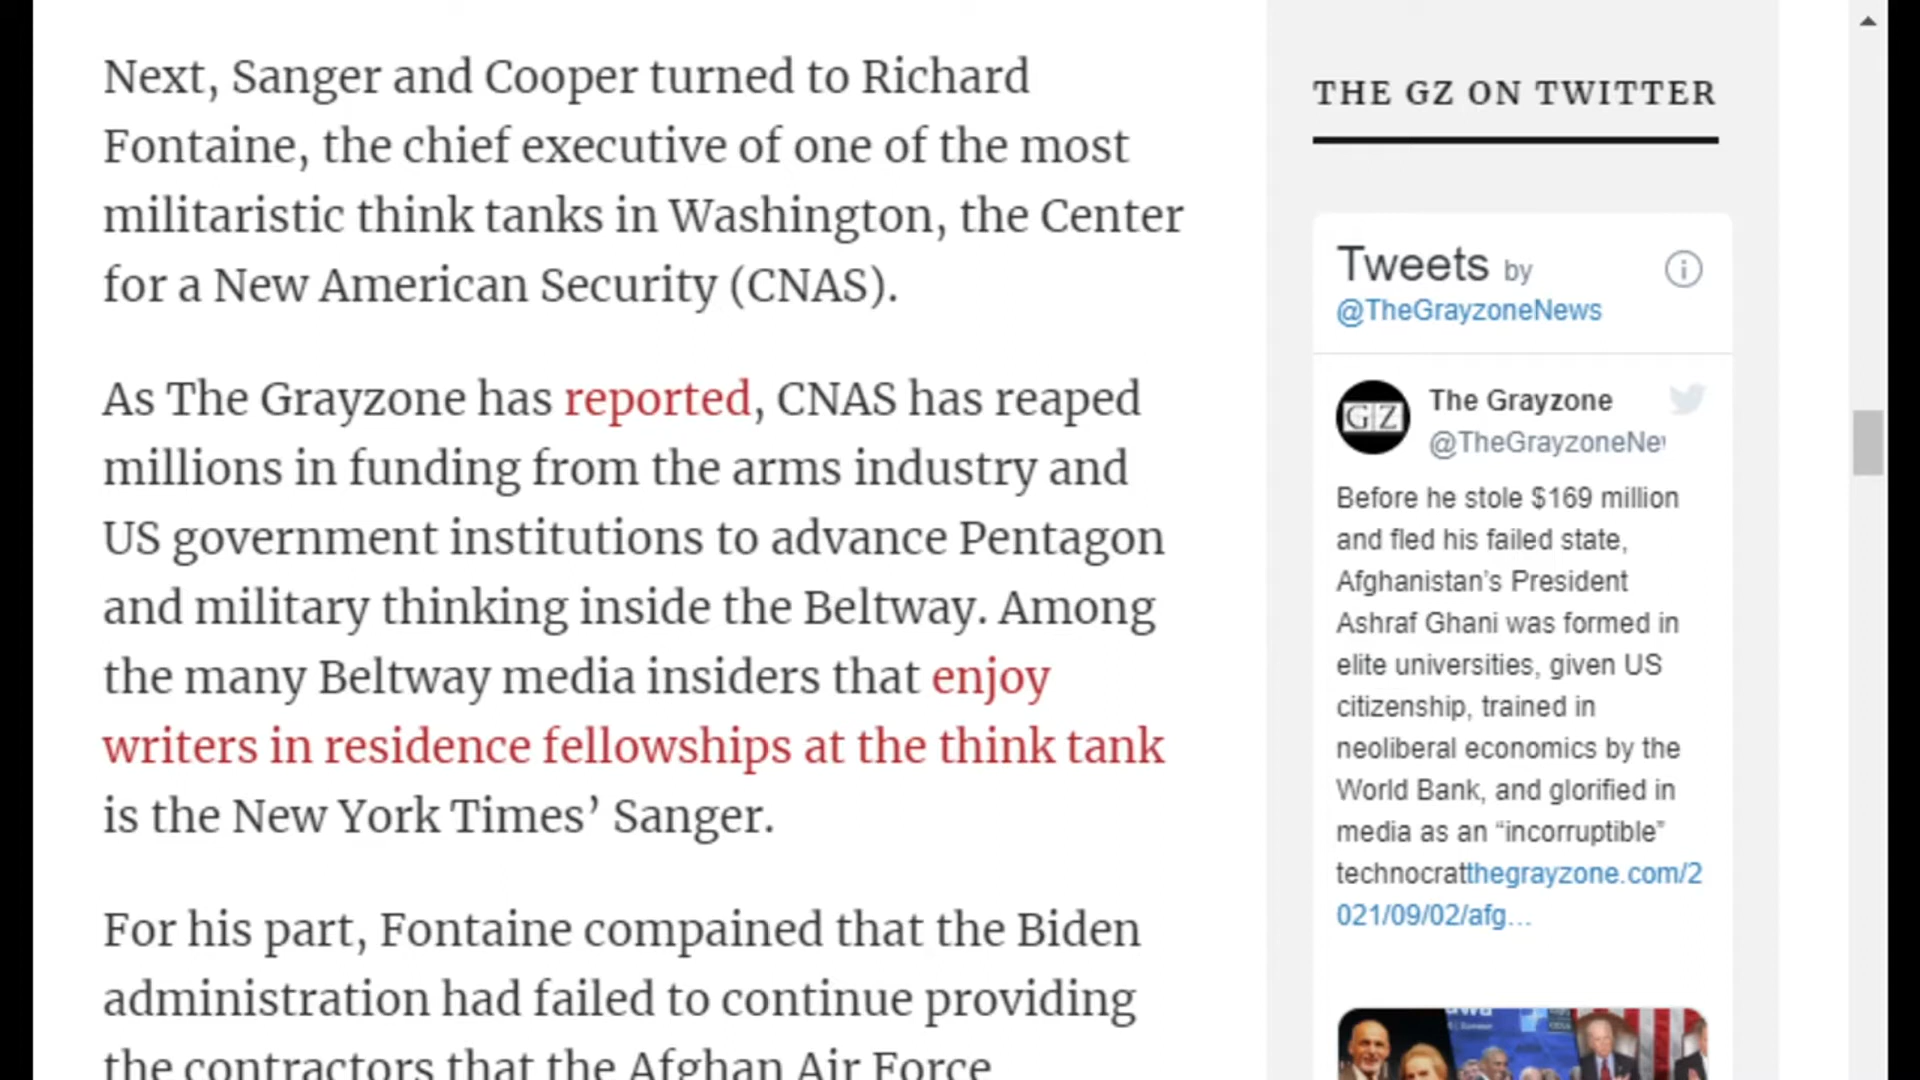 Next, Sanger and Cooper turned to Richard
Fontaine, the chief executive of one of the most
militaristic think tanks in Washington, the Center
for a New American Security (CNAS).
As The Grayzone has reported, CNAS has reaped
millions in funding from the arms industry and
US government institutions to advance Pentagon
and military thinking inside the Beltway. Among
the many Beltway media insiders that enjoy
writers in residence fellowships at the think tank
is the New York Times’ Sanger.
For his part, Fontaine compained that the Biden
administration had failed to continue providing
the contractors that the Afghan Air Force
THE GZ ON TWITTER
Tweets by
@TheGrayzoneNews
GZ
The Grayzone
@TheGrayzoneNe
Before he stole $169 million
and fled his failed state,
Afghanistan’s President
Ashraf Ghani was formed in
elite universities, given US
citizenship, trained in
neoliberal economics by the
World Bank, and glorified in
media as an “incorruptible”
technocratthegrayzone.com/2
021/09/02/afg…